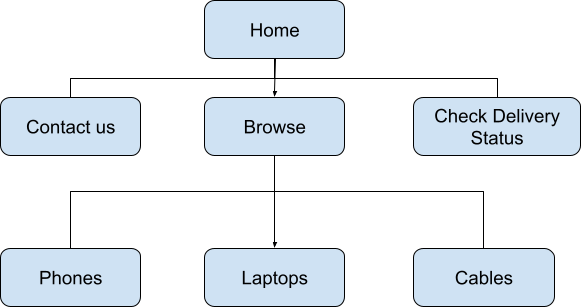 Home
Contact us
Browse
Check Delivery
Status
Phones
Laptops
Cables